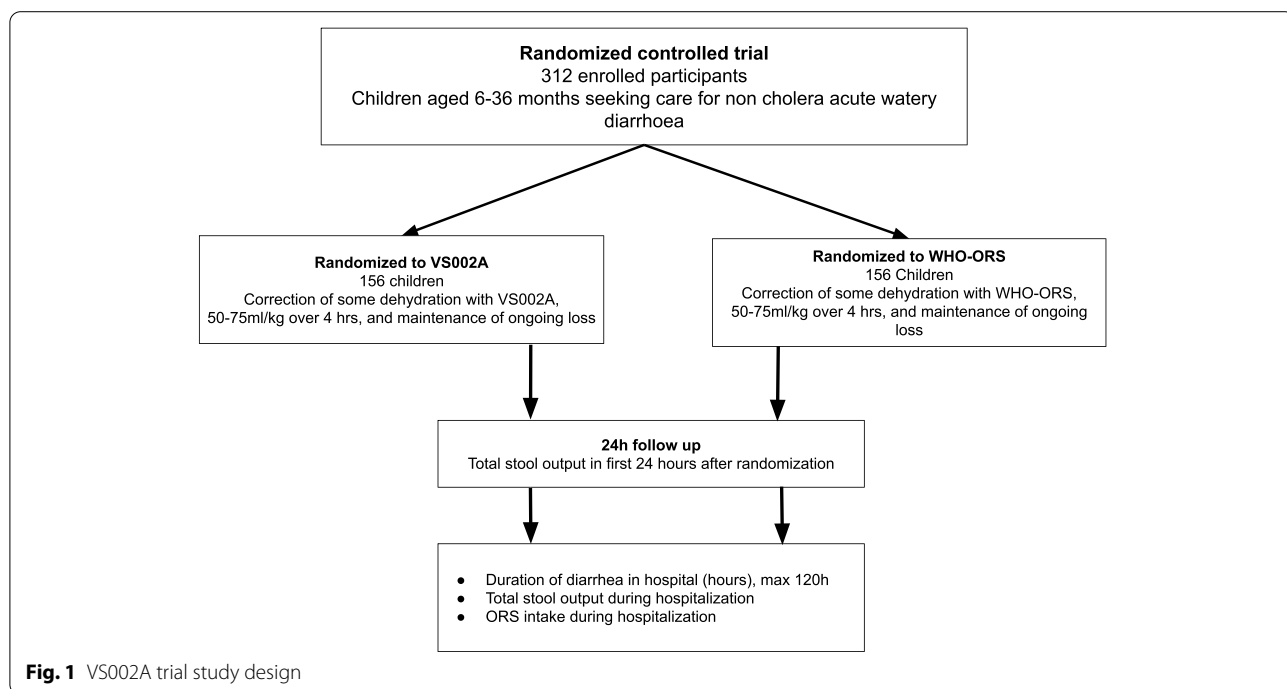 Randomized controlled trial
312 enrolled participants
Children aged 6-36 months seeking care for non cholera acute watery
diarrhoea
Randomized to VS002A
156 children
Correction of some dehydration with VS002A,
50-75ml/kg over 4 hrs, and maintenance of ongoing loss
Randomized to WHO-ORS
156 Children
Correction of some dehydration with WHO-ORS,
50-75ml/kg over 4 hrs, and maintenance of ongoing
loss
24h follow up
Total stool output in first 24 hours after randomization
● Duration of diarrhea in hospital (hours), max 120h
● Total stool output during hospitalization
● ORS intake during hospitalization
Fig. 1 VS002A trial study design